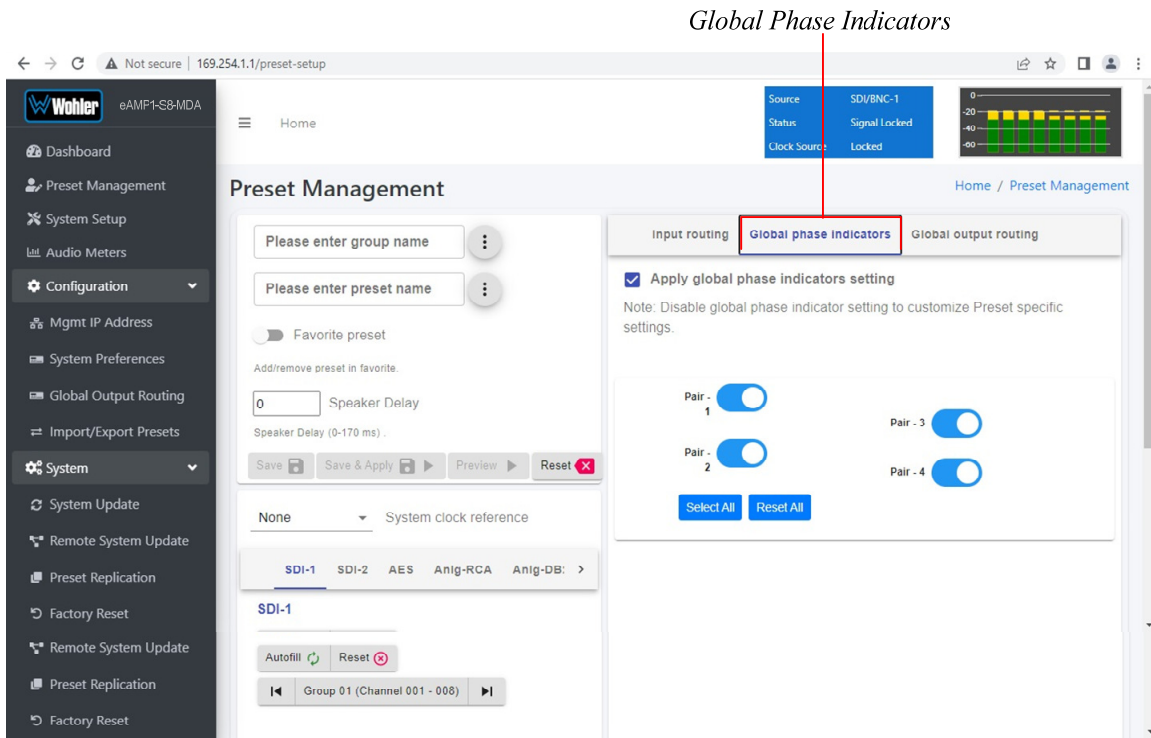 Global Phase Indicators
Not secure | 169.254.1.1/preset-setup
Wohler eAMP1-S8-MDA
Dashboard
Preset Management
System Setup
Audio Meters
Configuration
Mgmt IP Address
System Preferences
Global Output Routing
Import/Export Presets
System
System Update
Remote System Update
Preset Replication
Factory Reset
Remote System Update
Preset Replication
Factory Reset
Home
Source SDI/BNC-1
Status Signal Locked
Clock Source Locked
0
-20
-40
-60
Preset Management
Home / Preset Management
Please enter group name
Please enter preset name
Favorite preset
Add/remove preset in favorite.
0 Speaker Delay
Speaker Delay (0-170 ms) .
Save Save & Apply Preview Reset
None System clock reference
SDI-1 SDI-2 AES Anlg-RCA Anlg-DB:
SDI-1
Autofill Reset
Group 01 (Channel 001 - 008)
Input routing Global phase indicators Global output routing
Apply global phase indicators setting
Note: Disable global phase indicator setting to customize Preset specific
settings.
Pair -
1
Pair - 3
Pair -
2
Pair - 4
Select All Reset All